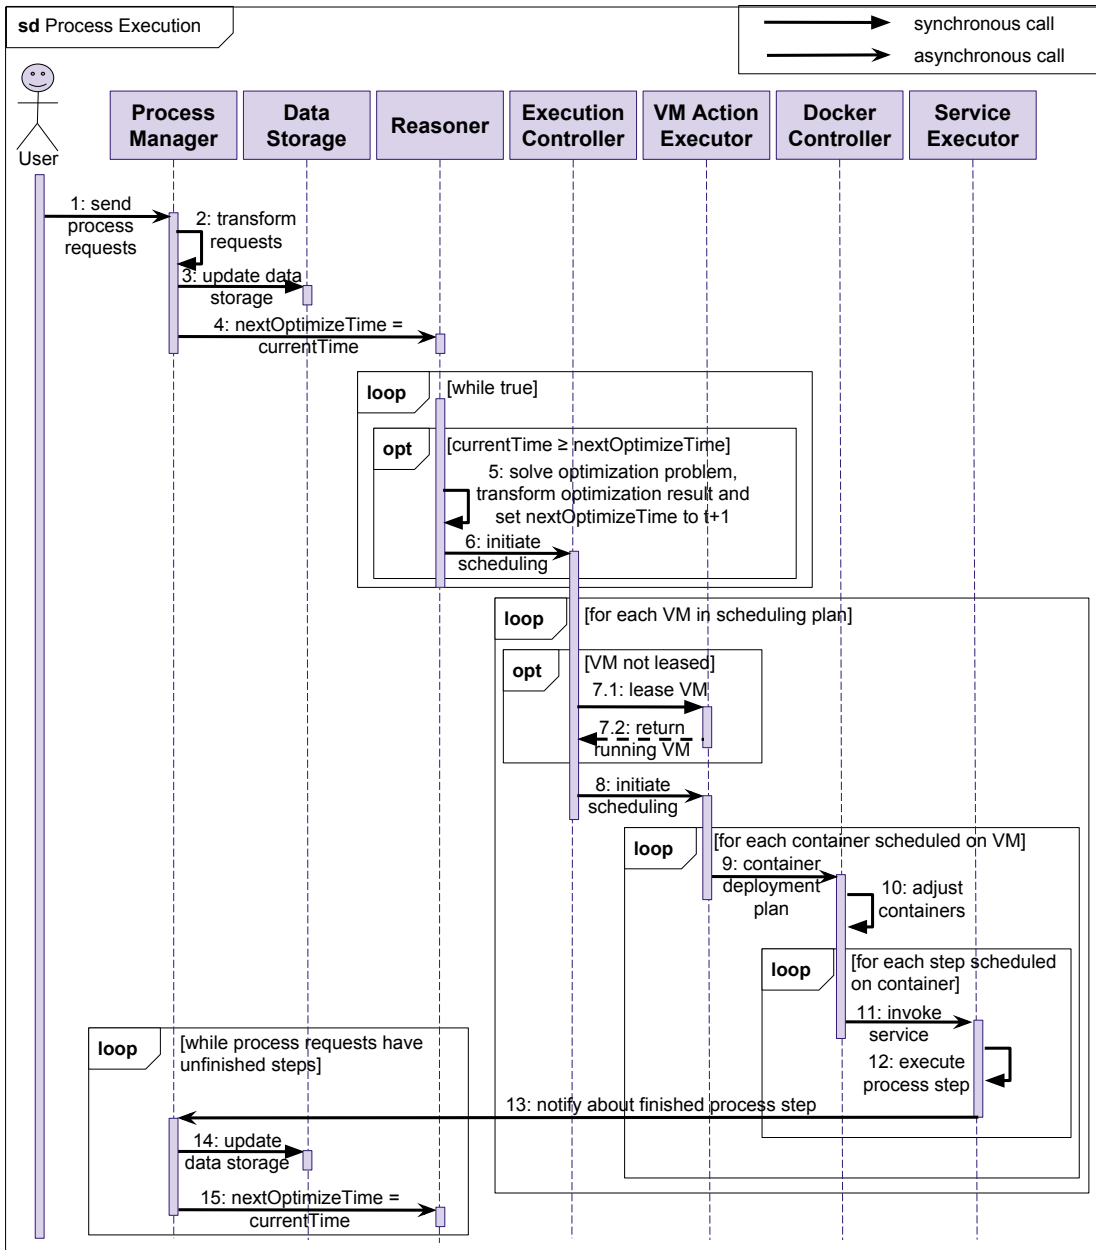 sd Process Execution
synchronous call
asynchronous call
User
Process
Manager
Data
Storage
Reasoner
Execution
Controller
VM Action
Executor
Docker
Controller
Service
Executor
1: send
process
requests
2: transform
requests
3: update data
storage
4: nextOptimizeTime =
currentTime
loop
[while true]
opt
[currentTime ≥ nextOptimizeTime]
5: solve optimization problem,
transform optimization result and
set nextOptimizeTime to t+1
6: initiate
scheduling
loop
[for each VM in scheduling plan]
opt
[VM not leased]
7.1: lease VM
7.2: return
running VM
8: initiate
scheduling
loop
[for each container scheduled on VM]
9: container
deployment
plan
10: adjust
containers
loop
[for each step scheduled
on container]
11: invoke
service
12: execute
process step
loop
[while process requests have
unfinished steps]
13: notify about finished process step
14: update
data storage
15: nextOptimizeTime =
currentTime